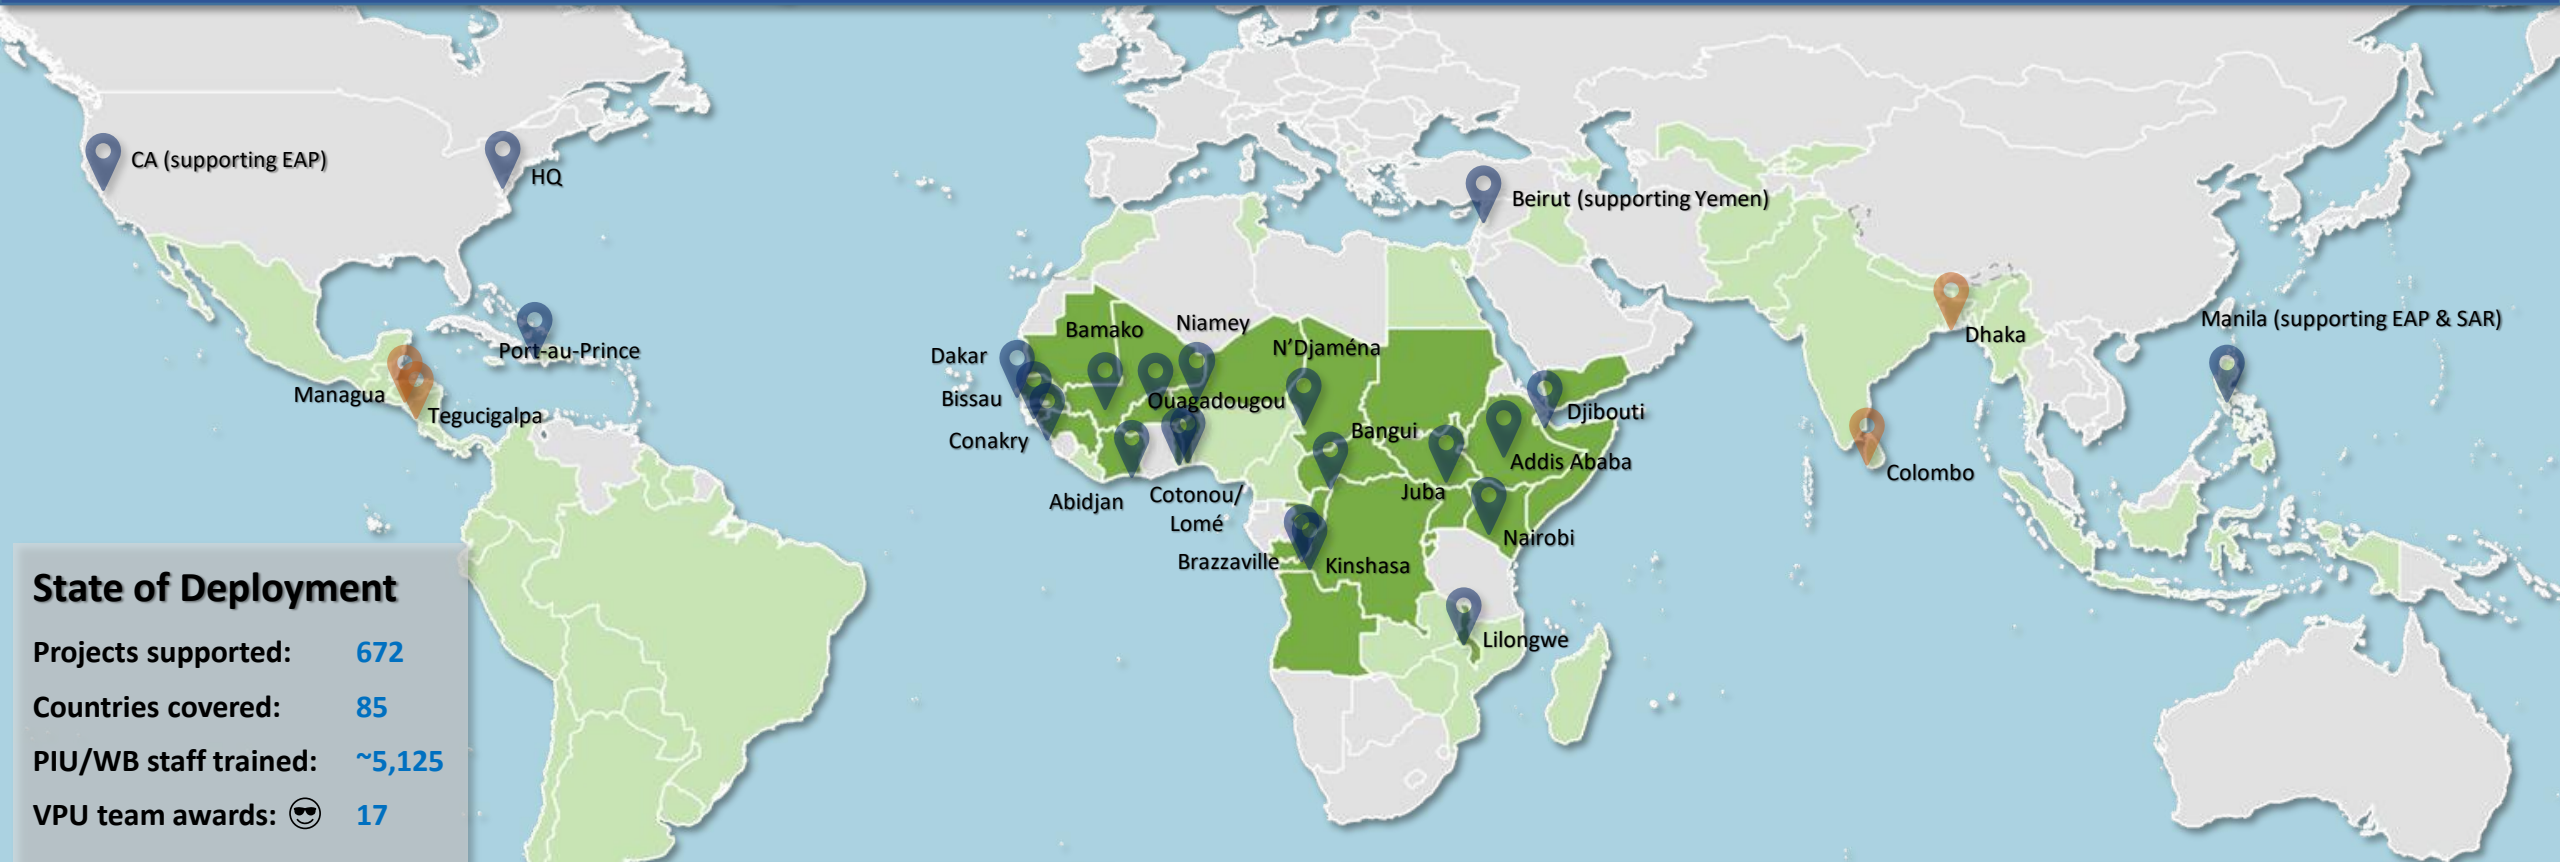 CA (supporting EAP)
HQ
Beirut (supporting Yemen)
Port-au-Prince
Managua
Tegucigalpa
Dakar
Bissau
Conakry
Bamako
Niamey
N'Djaména
Ouagadougou
Abidjan
Cotonou/
Lomé
Bangui
Djibouti
Addis Ababa
Juba
Nairobi
Brazzaville
Kinshasa
Lilongwe
Dhaka
Colombo
Manila (supporting EAP & SAR)
State of Deployment
Projects supported: 672
Countries covered: 85
PIU/WB staff trained: ~5,125
VPU team awards: 😎 17